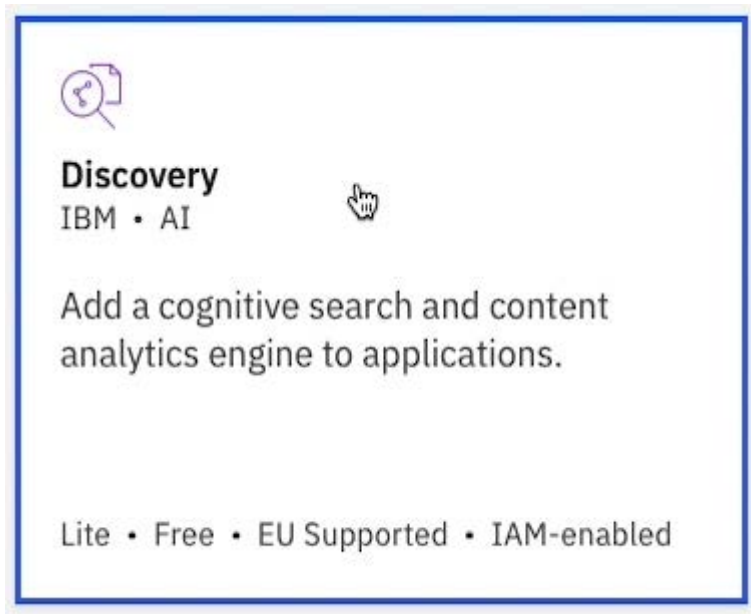 Discovery
IBM • AI
Add a cognitive search and content
analytics engine to applications.
Lite • Free • EU Supported • IAM-enabled